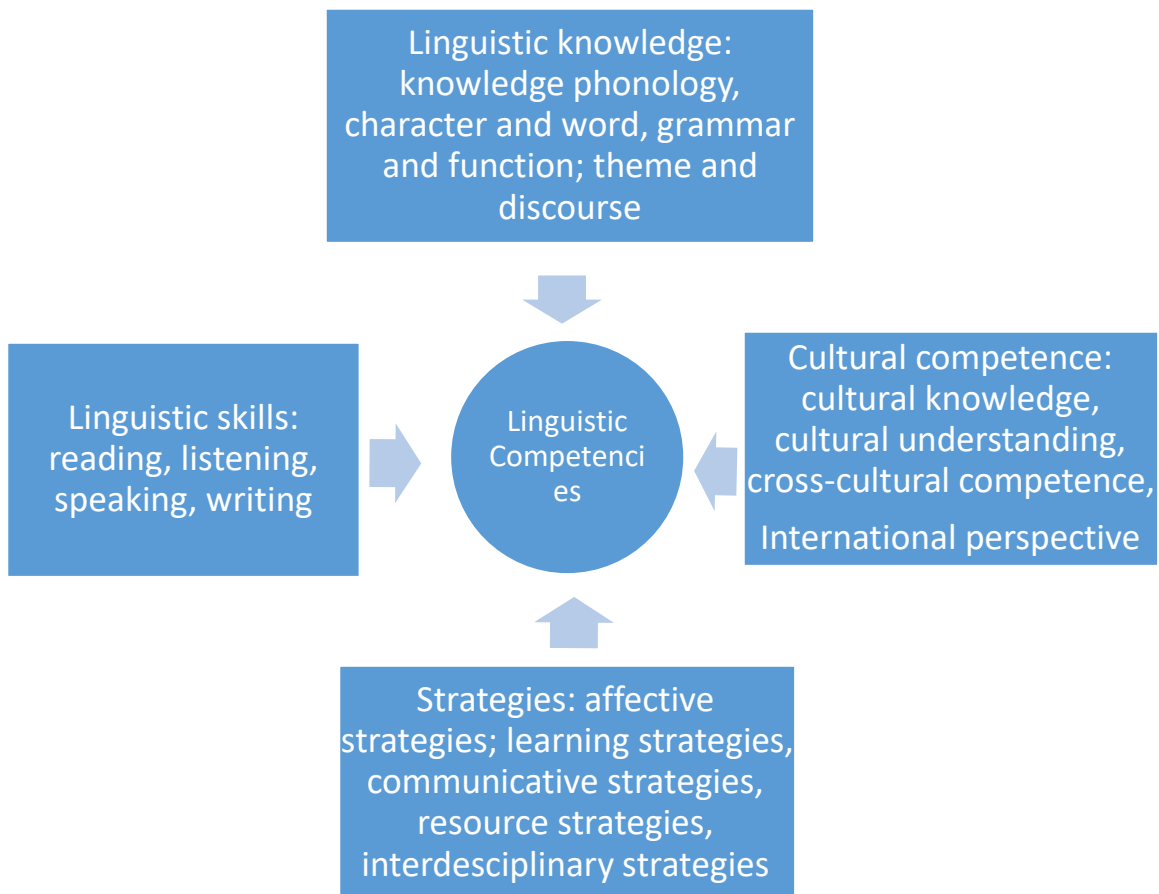 Linguistic knowledge:
knowledge phonology,
character and word, grammar
and function; theme and
discourse
Linguistic skills:
reading, listening,
speaking, writing
Linguistic
Competenci
es
Cultural competence:
cultural knowledge,
cultural understanding,
cross-cultural competence,
International perspective
Strategies: affective
strategies; learning strategies,
communicative strategies,
resource strategies,
interdesciplinary strategies